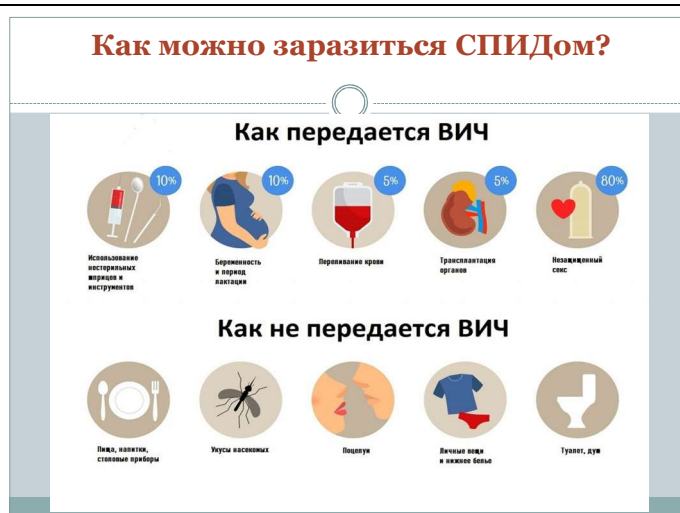 Как можно заразиться СПИДом?
Как передается ВИЧ
10%
10%
5%
5%
80%
Использование
нестерильных
шприцев и
инструментов
Беременность
и период
лактации
Переливание крови
Трансплантация
органов
Незащищенный
секс
Как не передается ВИЧ
Пища, напитки,
столовые приборы
Укусы насекомых
Поцелуи
Личные вещи
и нижнее белье
Туалет, душ